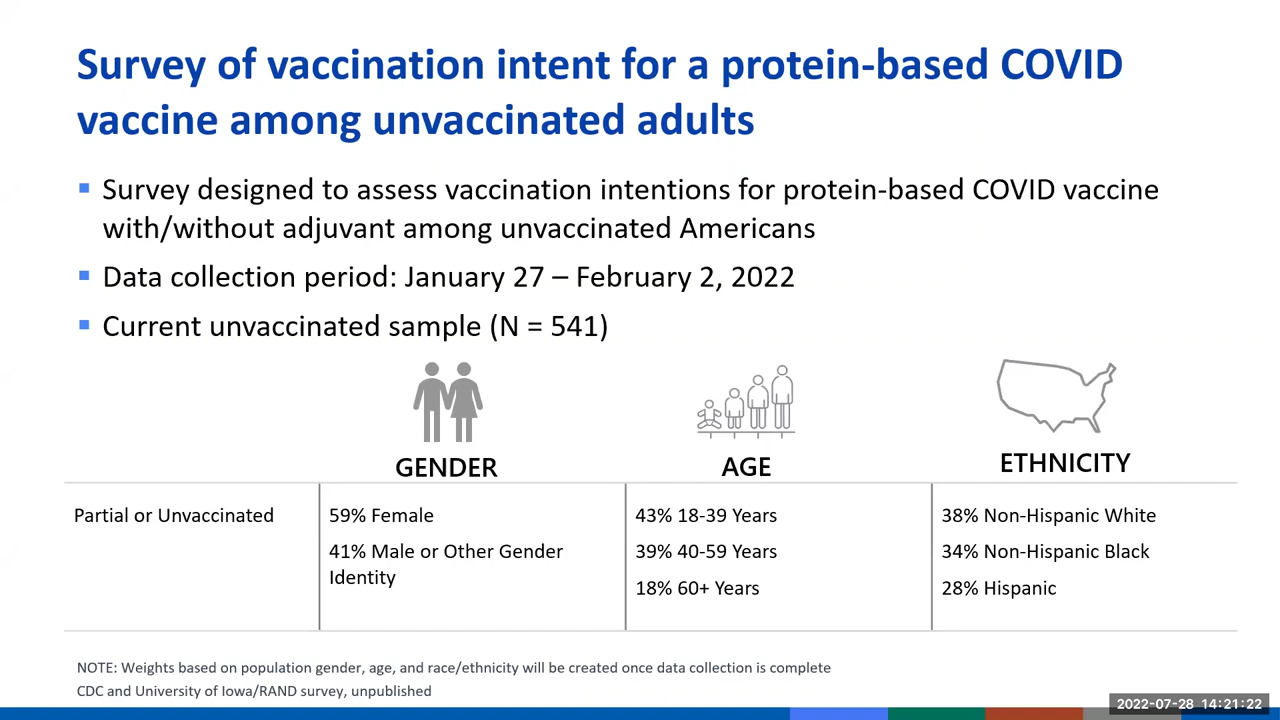 Survey of vaccination intent for a protein-based COVID
vaccine among unvaccinated adults
Survey designed to assess vaccination intentions for protein-based COVID vaccine
with/without adjuvant among unvaccinated Americans
Data collection period: January 27 – February 2, 2022
Current unvaccinated sample (N = 541)
GENDER
AGE
ETHNICITY
Partial or Unvaccinated
59% Female
41% Male or Other Gender
Identity
43% 18-39 Years
39% 40-59 Years
18% 60+ Years
38% Non-Hispanic White
34% Non-Hispanic Black
28% Hispanic
NOTE: Weights based on population gender, age, and race/ethnicity will be created once data collection is complete
CDC and University of Iowa/RAND survey, unpublished
2022-07-28 14:21:22